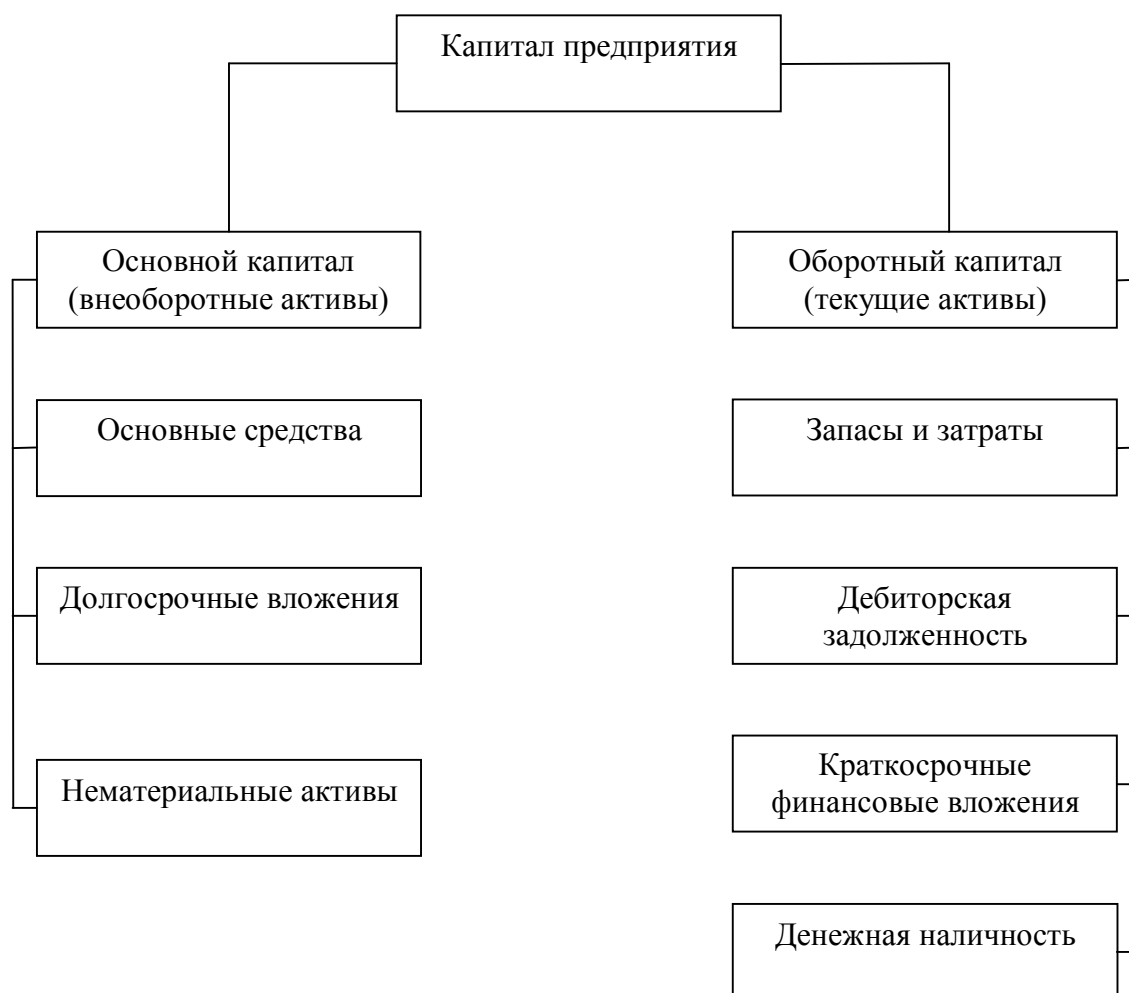 Капитал предприятия
Основной капитал
(внеоборотные активы)
Оборотный капитал
(текущие активы)
Основные средства
Запасы и затраты
Долгосрочные вложения
Дебиторская
задолженность
Нематериальные активы
Краткосрочные
финансовые вложения
Денежная наличность